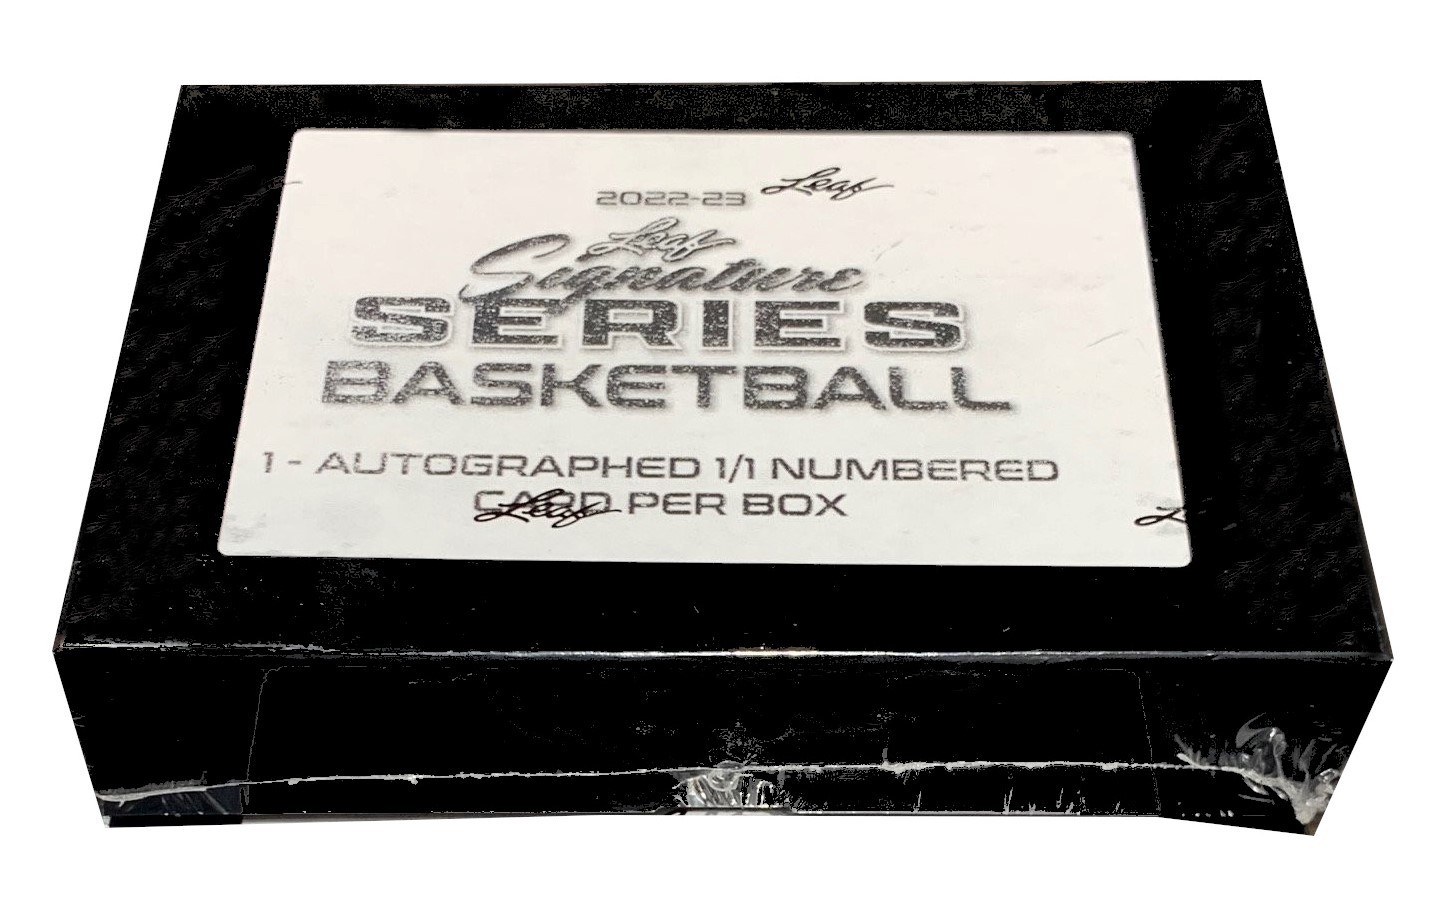 2022-23 Leaf
Leaf
Signature
SERIES
BASKETBALL
1 - AUTOGRAPHED 1/1 NUMBERED
CARD PER BOX
Leaf